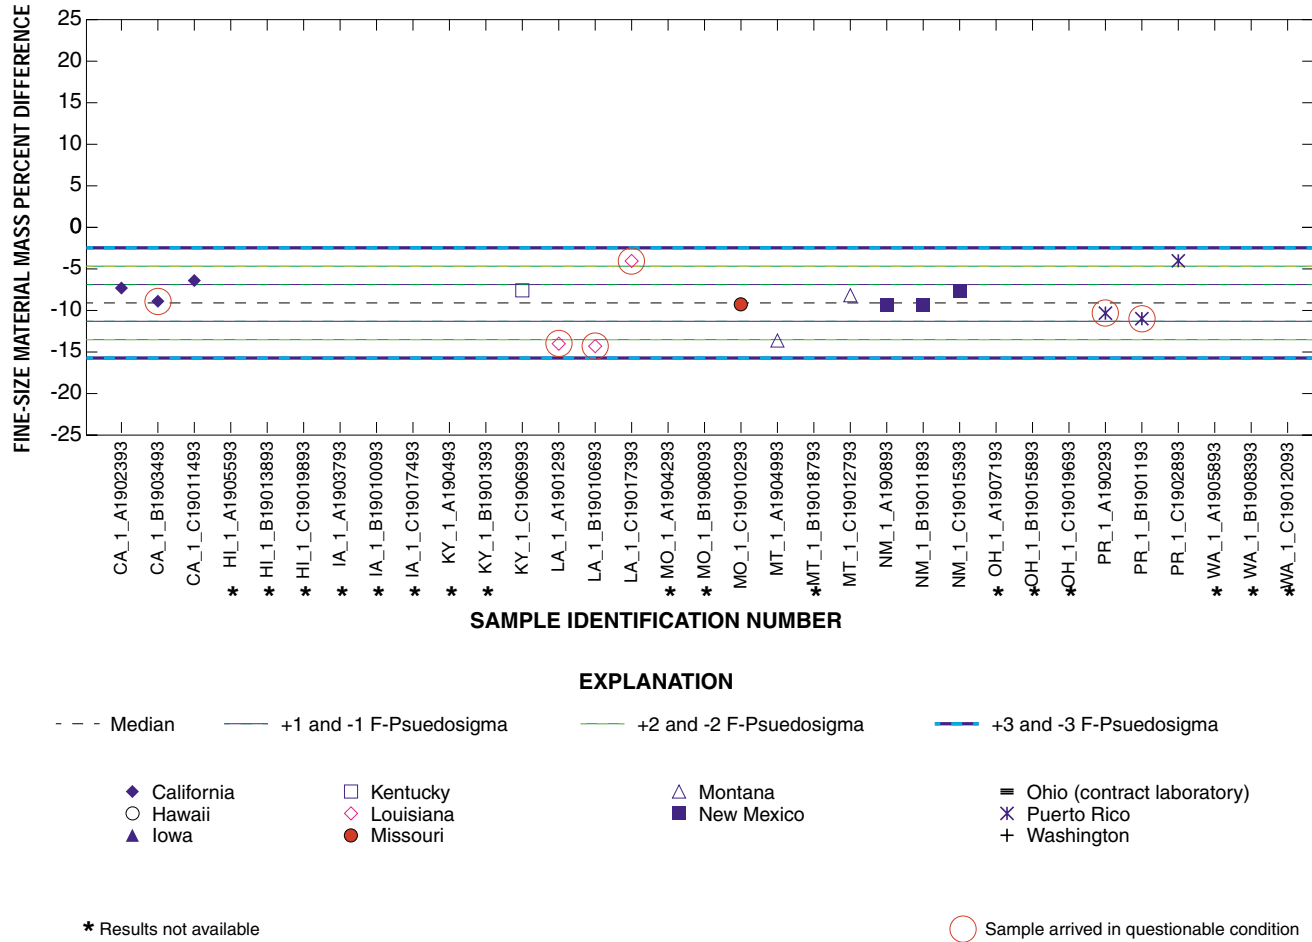 FINE-SIZE MATERIAL MASS PERCENT DIFFERENCE
25
20
15
10
5
0
-5
-10
-15
-20
-25
CA_1_A1902393
CA_1_B1903493
CA_1_C19011493
* HI_1_A1905593
* HI_1_B19013893
* HI_1_C19019893
* IA_1_A1903793
* IA_1_B19010093
* IA_1_C19017493
* KY_1_A190493
* KY_1_B1901393
KY_1_C1906993
LA_1_A1901293
LA_1_B19010693
LA_1_C19017393
* MO_1_A1904293
* MO_1_B1908093
MO_1_C19010293
MT_1_A1904993
* MT_1_B19018793
MT_1_C19012793
NM_1_A190893
NM_1_B19011893
NM_1_C19015393
* OH_1_A1907193
* OH_1_B19015893
* OH_1_C19019693
PR_1_A190293
PR_1_B1901193
PR_1_C1902893
* WA_1_A1905893
* WA_1_B1908393
* WA_1_C19012093
SAMPLE IDENTIFICATION NUMBER
EXPLANATION
Median
+1 and -1 F-Psuedosigma
+2 and -2 F-Psuedosigma
+3 and -3 F-Psuedosigma
California
Hawaii
Iowa
Kentucky
Louisiana
Missouri
Montana
New Mexico
Ohio (contract laboratory)
Puerto Rico
Washington
* Results not available
Sample arrived in questionable condition